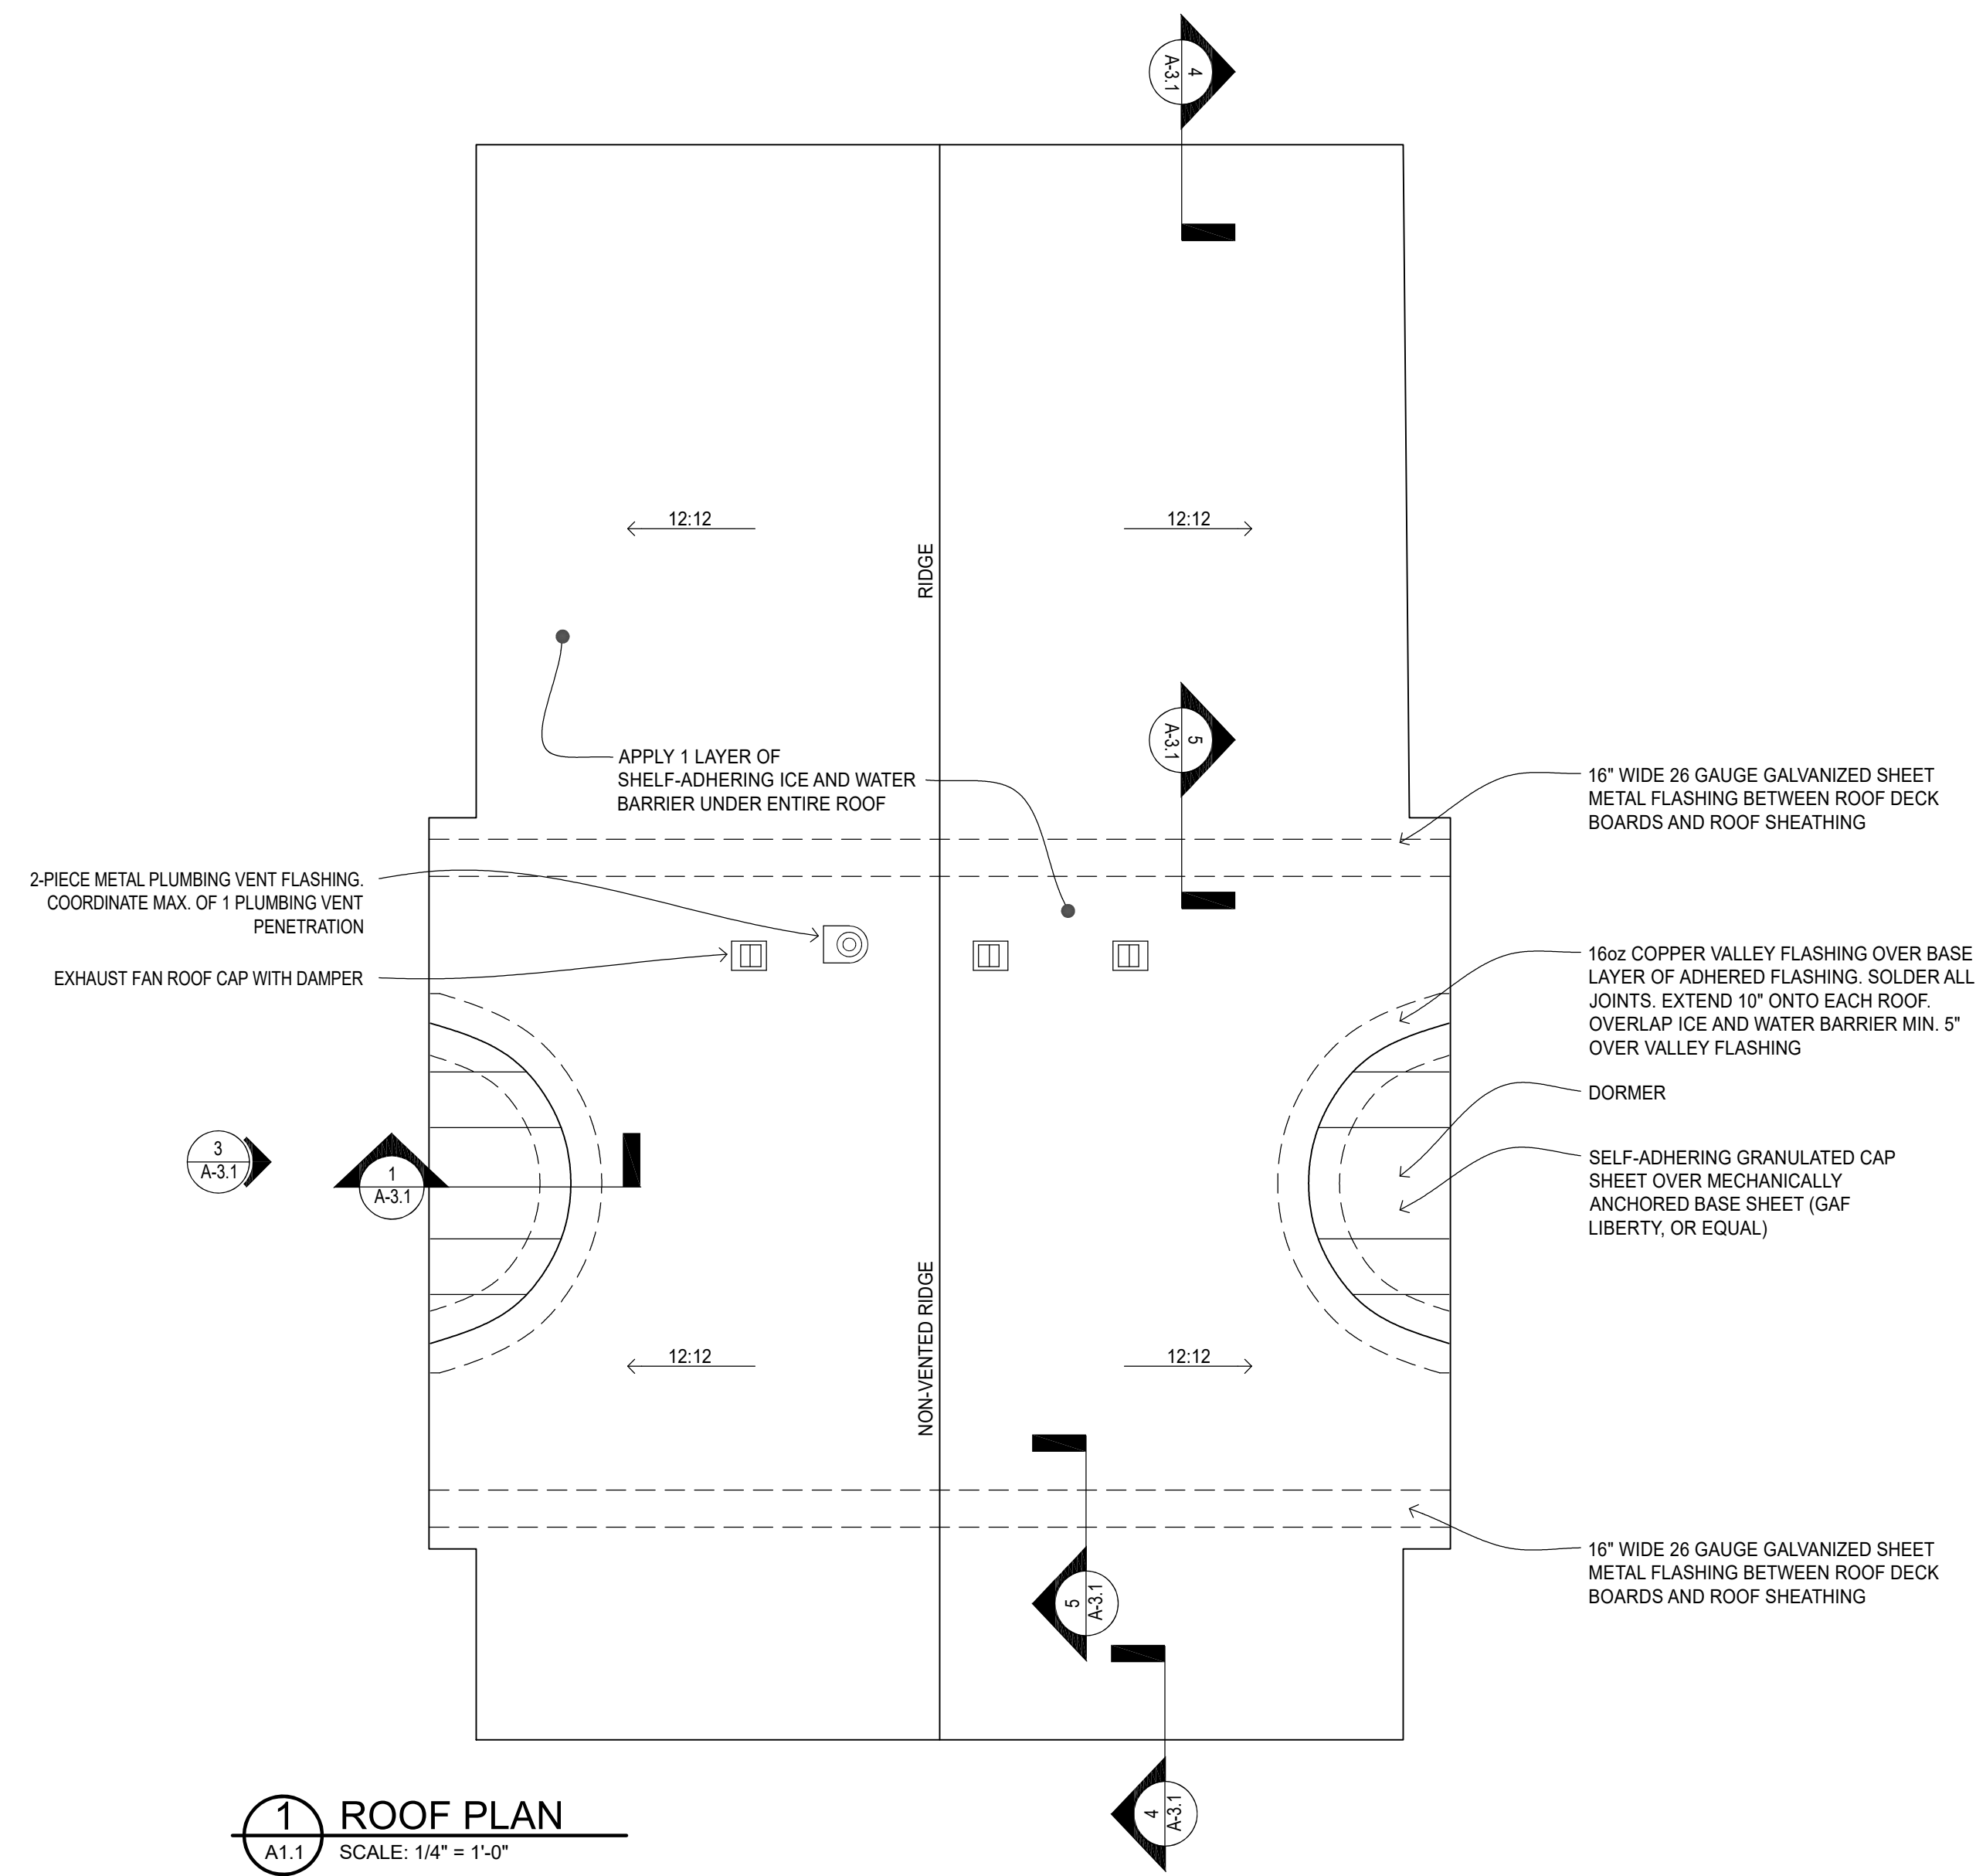 4
A-3.1
12:12
12:12
RIDGE
APPLY 1 LAYER OF
SHELF-ADHERING ICE AND WATER
BARRIER UNDER ENTIRE ROOF
5
A-3.1
16" WIDE 26 GAUGE GALVANIZED SHEET
METAL FLASHING BETWEEN ROOF DECK
BOARDS AND ROOF SHEATHING
2-PIECE METAL PLUMBING VENT FLASHING.
COORDINATE MAX. OF 1 PLUMBING VENT
PENETRATION
EXHAUST FAN ROOF CAP WITH DAMPER
16oz COPPER VALLEY FLASHING OVER BASE
LAYER OF ADHERED FLASHING. SOLDER ALL
JOINTS. EXTEND 10" ONTO EACH ROOF.
OVERLAP ICE AND WATER BARRIER MIN. 5"
OVER VALLEY FLASHING
DORMER
SELF-ADHERING GRANULATED CAP
SHEET OVER MECHANICALLY
ANCHORED BASE SHEET (GAF
LIBERTY, OR EQUAL)
3
A-3.1
1
A-3.1
NON-VENTED RIDGE
12:12
12:12
16" WIDE 26 GAUGE GALVANIZED SHEET
METAL FLASHING BETWEEN ROOF DECK
BOARDS AND ROOF SHEATHING
5
A-3.1
4
A-3.1
1
A1.1
ROOF PLAN
SCALE: 1/4" = 1'-0"